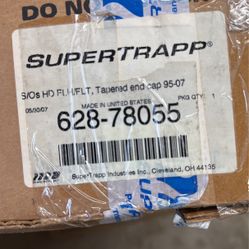 DO NO
SUPERTRAPP®
S/Os HD FLH/FLT, Tapered end cap 95-07
05/30/07
MADE IN UNITED STATES
PKG QTY: 1
628-78055
SuperTrapp Industries Inc., Cleveland, OH 44135